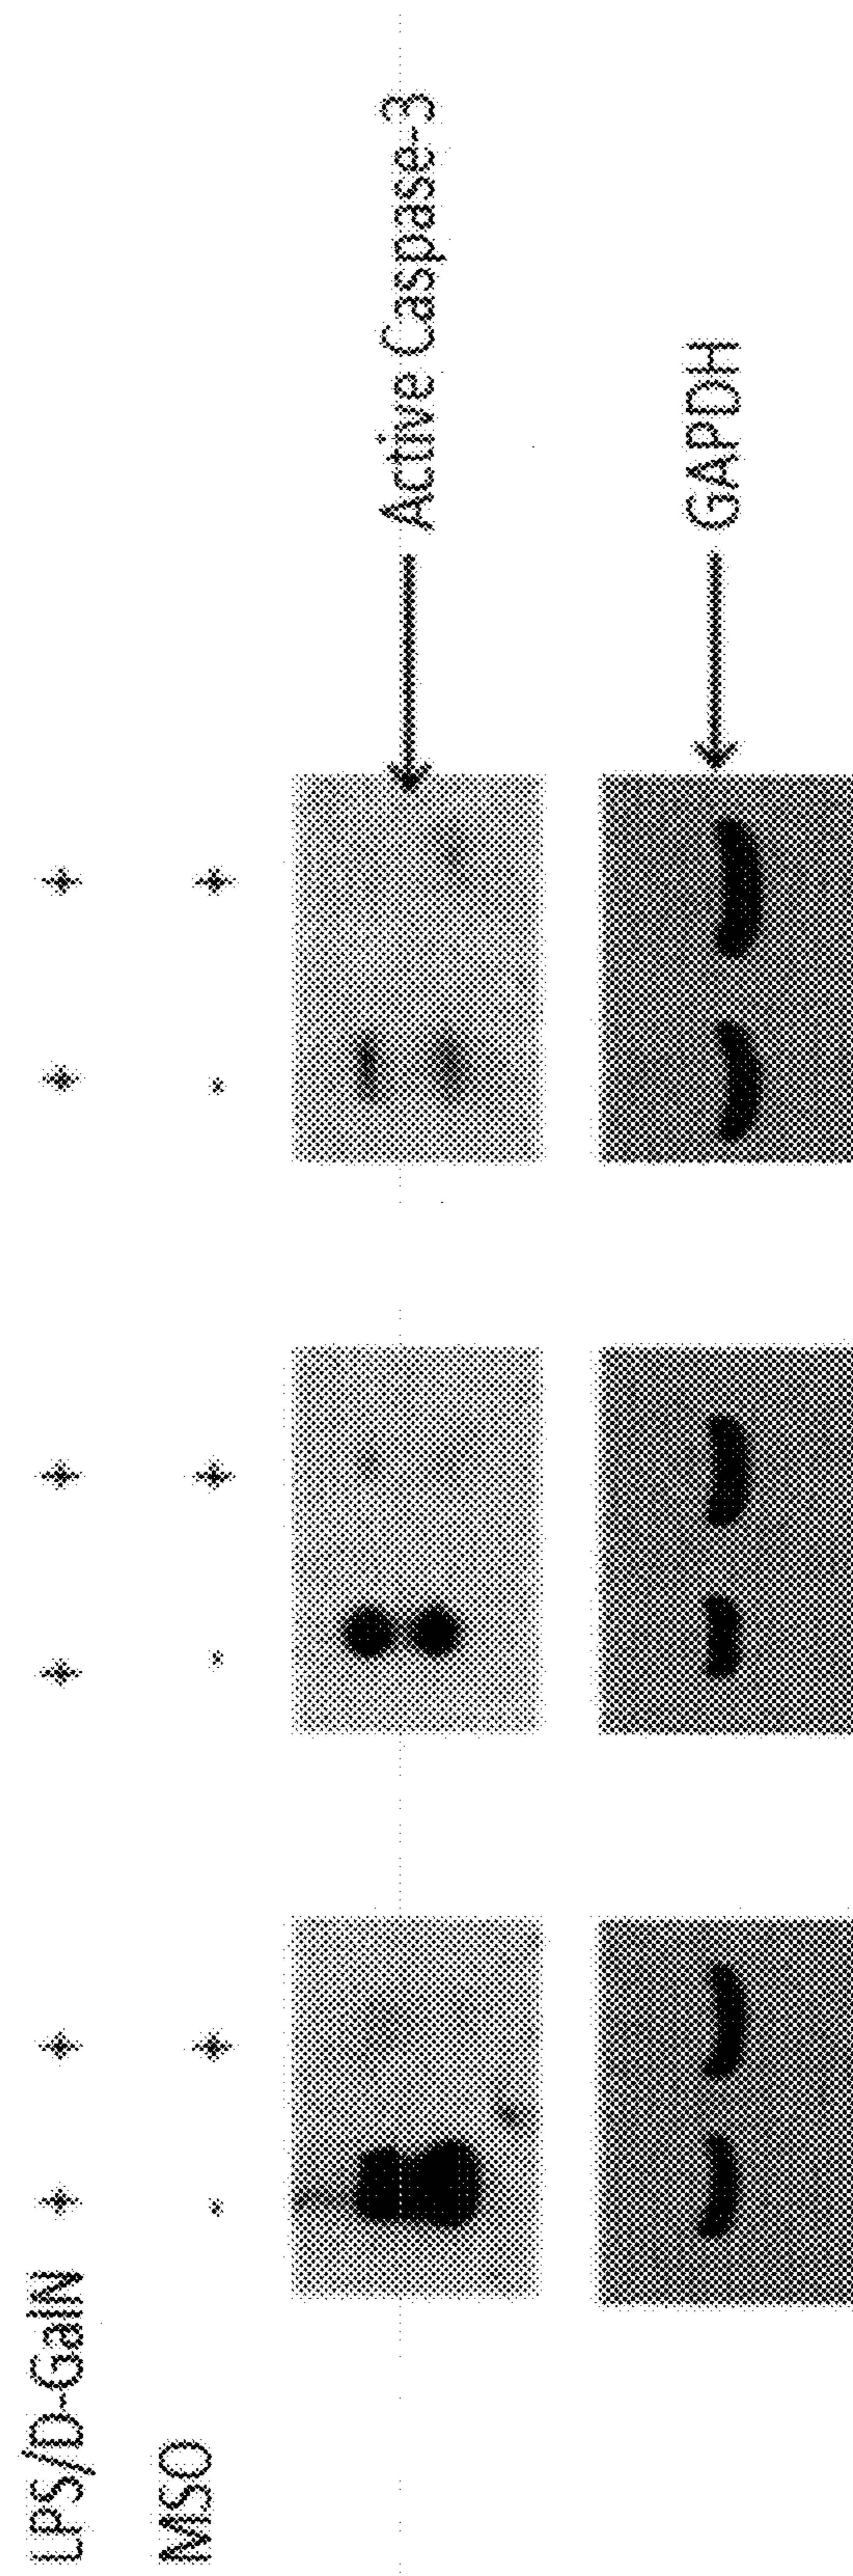 LPS/D-GalN + + + + + +
MSO - + - + - +
Active Caspase-3
GAPDH